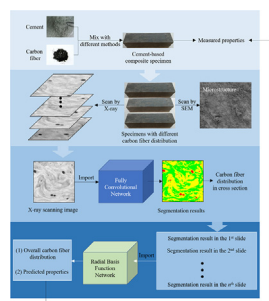 Cement
Carbon
fiber
Mix with
different methods
Cement-based
composite specimen
Measured properties
Microstructure
Scan by
X-ray
Scan by
SEM
Specimens with different
carbon fiber distribution
Import
Fully
Convolutional
Network
Carbon fiber
distribution
in cross section
X-ray scanning image
Segmentation results
(1) Overall carbon fiber
distribution
(2) Predicted properties
Radial Basis
Function
Network
Import
Segmentation result in the 1st slide
Segmentation result in the 2nd slide
Segmentation result in the nth slide